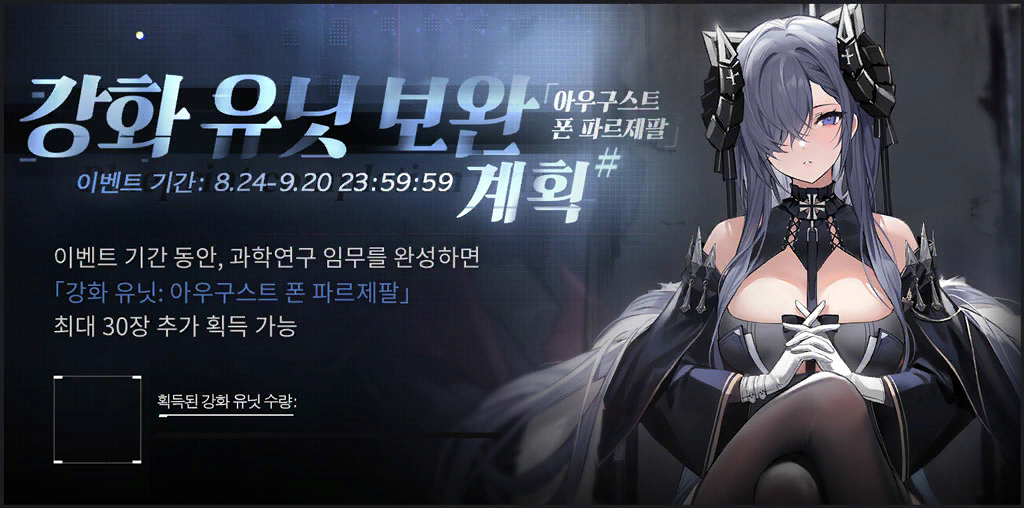 강화 유닛 보완
「아우구스트
폰 파르제팔」
계획#
이벤트 기간: 8.24-9.20 23:59:59
이벤트 기간 동안, 과학연구 임무를 완성하면
「강화 유닛: 아우구스트 폰 파르제팔」
최대 30장 추가 획득 가능
획득된 강화 유닛 수량: